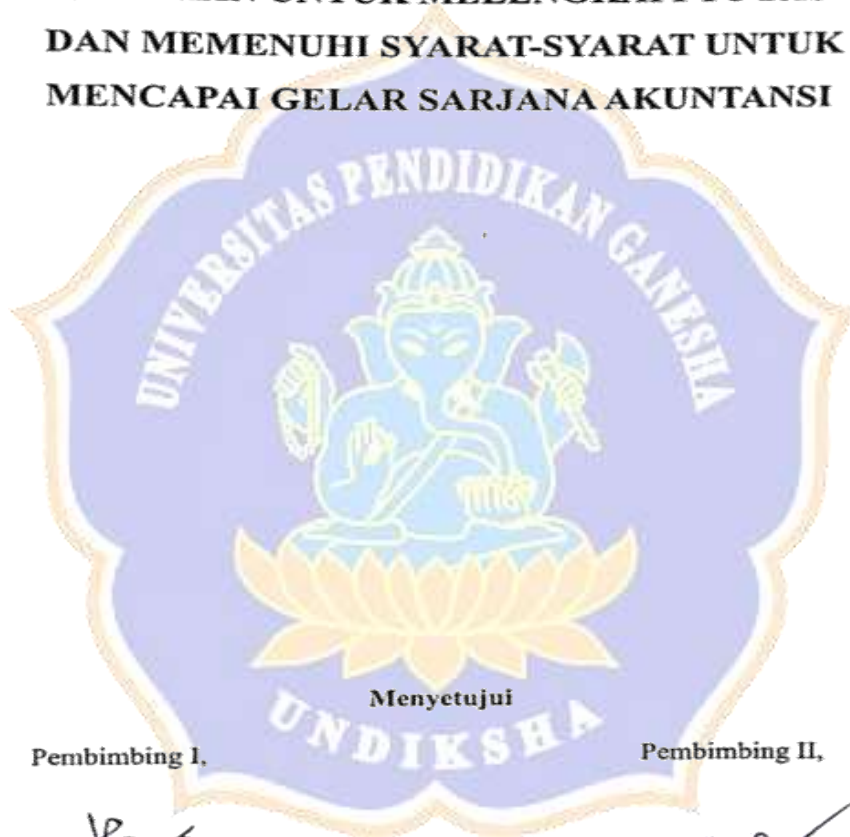 DAN MEMENUHI SYARAT-SYARAT UNTUK
MENCAPAI GELAR SARJANA AKUNTANSI
UNIVERSITAS PENDIDIKAN GANESHA
Menyetujui
UNDIKSHA
Pembimbing I,
Pembimbing II,